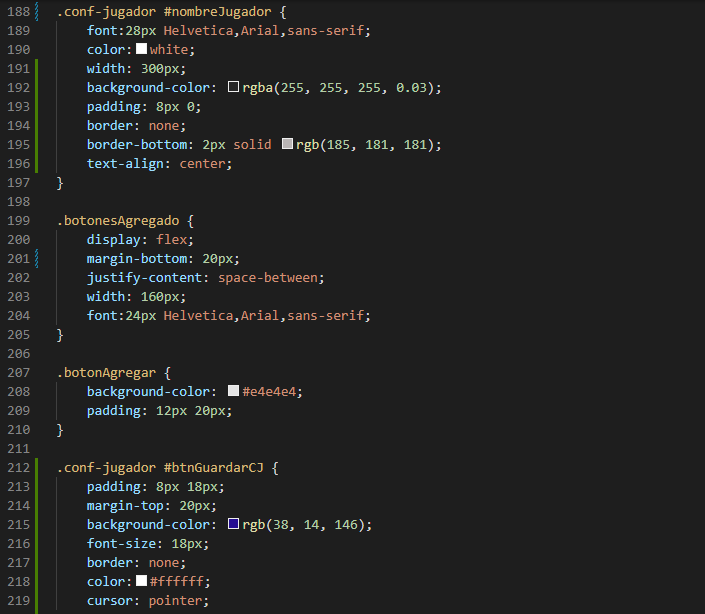 188 .conf-jugador #nombreJugador {
189 font:28px Helvetica,Arial,sans-serif;
190 color:white;
191 width: 300px;
192 background-color: rgba(255, 255, 255, 0.03);
193 padding: 8px 0;
194 border: none;
195 border-bottom: 2px solid rgb(185, 181, 181);
196 text-align: center;
197 }
198
199 .botonesAgregado {
200 display: flex;
201 margin-bottom: 20px;
202 justify-content: space-between;
203 width: 160px;
204 font:24px Helvetica,Arial,sans-serif;
205 }
206
207 .botonAgregar {
208 background-color: #e4e4e4;
209 padding: 12px 20px;
210 }
211
212 .conf-jugador #btnGuardarCJ {
213 padding: 8px 18px;
214 margin-top: 20px;
215 background-color: rgb(38, 14, 146);
216 font-size: 18px;
217 border: none;
218 color:#ffffff;
219 cursor: pointer;